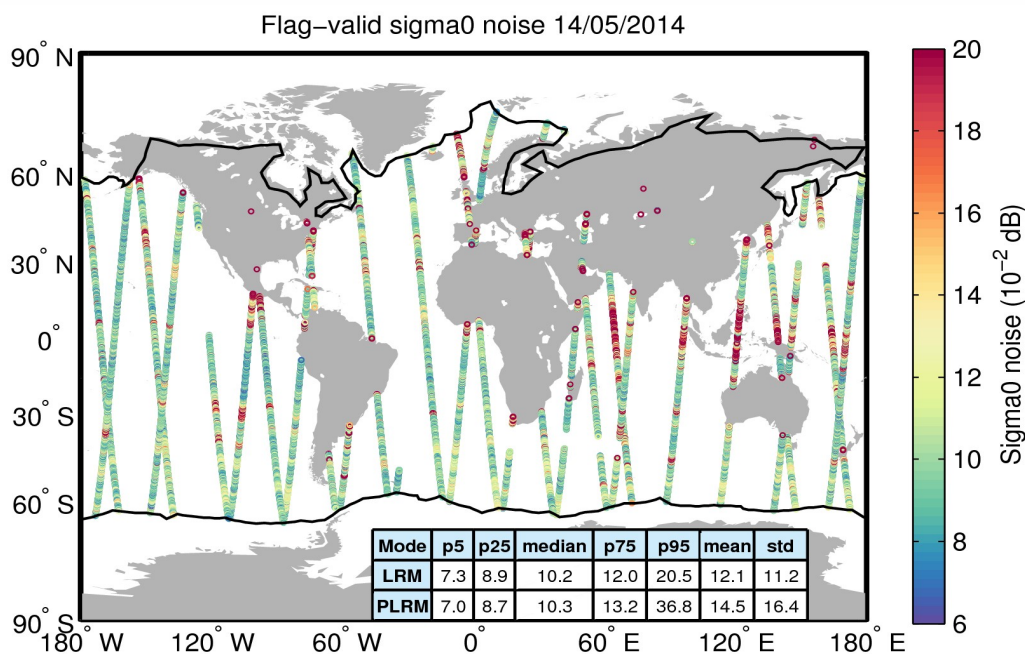 Flag−valid sigma0 noise 14/05/2014
90° N
60° N
30° N
0°
30° S
60° S
90° S
180° W
120° W
60° W
0°
60° E
120° E
180° E
Mode p5 p25 median p75 p95 mean std
LRM 7.3 8.9 10.2 12.0 20.5 12.1 11.2
PLRM 7.0 8.7 10.3 13.2 36.8 14.5 16.4
20
18
16
14
12
10
8
6
Sigma0 noise (10⁻² dB)